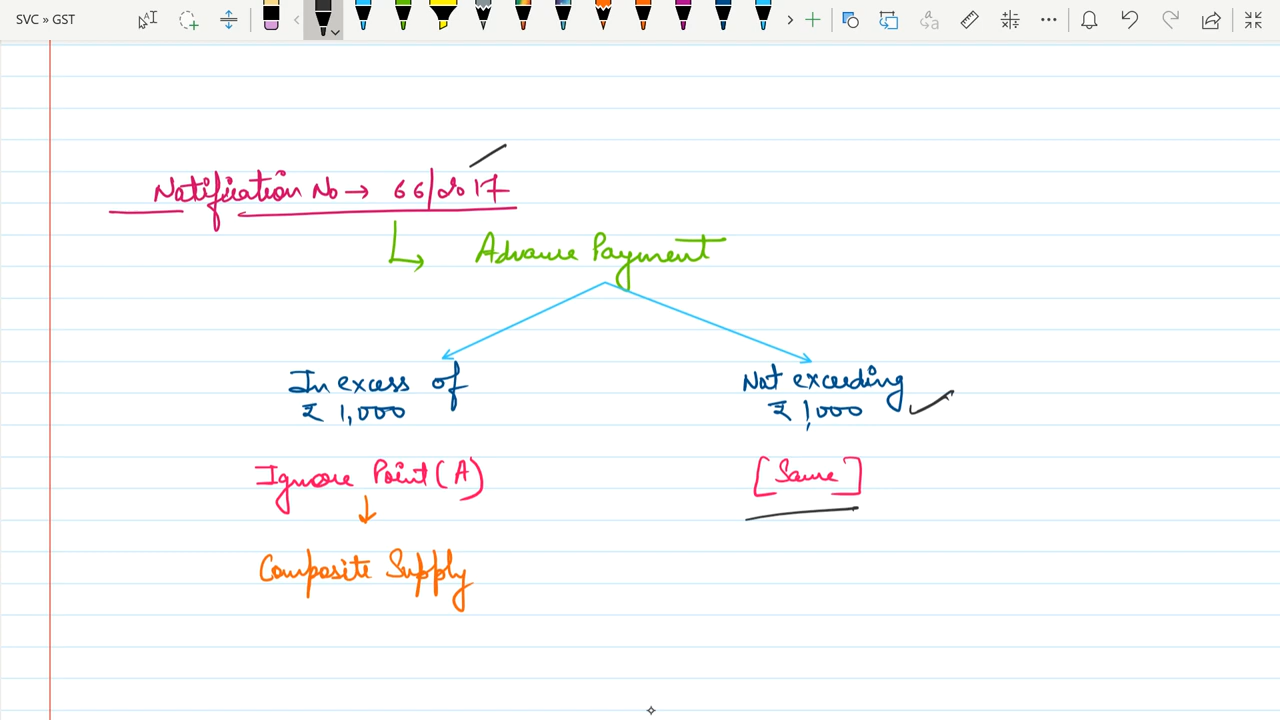 SVC » GST
Notification No → 66/2017
Advance Payment
In excess of
₹ 1,000
Not exceeding
₹ 1,000
Ignore Point (A)
[Same]
Composite Supply